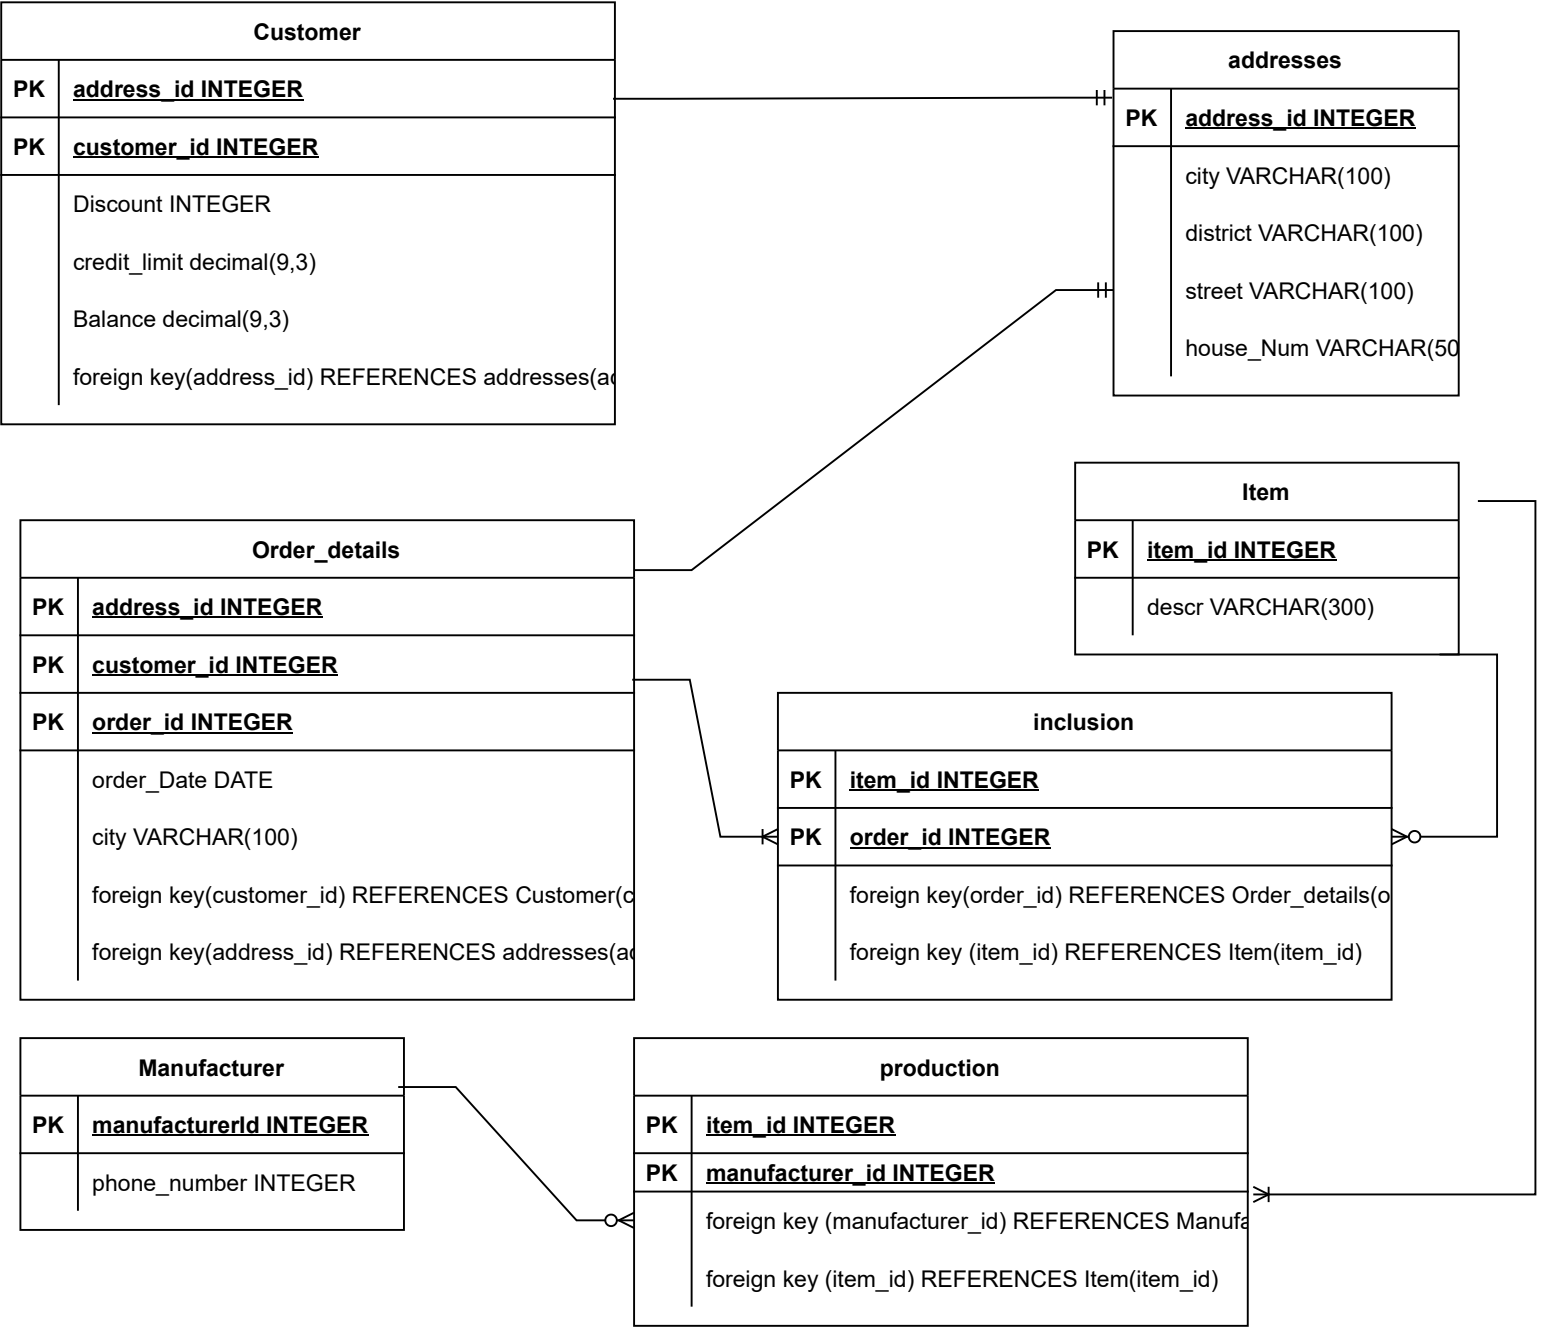 Customer
PK address_id INTEGER
PK customer_id INTEGER
Discount INTEGER
credit_limit decimal(9,3)
Balance decimal(9,3)
foreign key(address_id) REFERENCES addresses(
addresses
PK address_id INTEGER
city VARCHAR(100)
district VARCHAR(100)
street VARCHAR(100)
house_Num VARCHAR(50
Item
PK item_id INTEGER
descr VARCHAR(300)
Order_details
PK address_id INTEGER
PK customer_id INTEGER
PK order_id INTEGER
order_Date DATE
city VARCHAR(100)
foreign key(customer_id) REFERENCES Customer(c
foreign key(address_id) REFERENCES addresses(
inclusion
PK item_id INTEGER
PK order_id INTEGER
foreign key(order_id) REFERENCES Order_details(o
foreign key (item_id) REFERENCES Item(item_id)
Manufacturer
PK manufacturerId INTEGER
phone_number INTEGER
production
PK item_id INTEGER
PK manufacturer_id INTEGER
foreign key (manufacturer_id) REFERENCES Manufa
foreign key (item_id) REFERENCES Item(item_id)